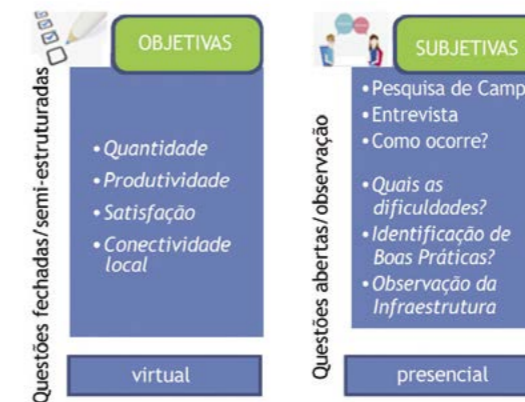 Questões fechadas/semi-estruturadas
OBJETIVAS
• Quantidade
• Produtividade
• Satisfação
• Conectividade
local
virtual
Questões abertas/observação
SUBJETIVAS
• Pesquisa de Camp
• Entrevista
• Como ocorre?
• Quais as
dificuldades?
• Identificação de
Boas Práticas?
• Observação da
Infraestrutura
presencial